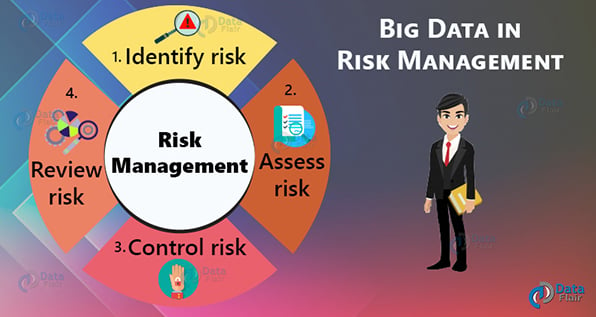 BIG DATA IN
RISK MANAGEMENT
1. Identify risk
2.
Assess
risk
3. Control risk
4.
Review
risk
Risk
Management
Data
Flair